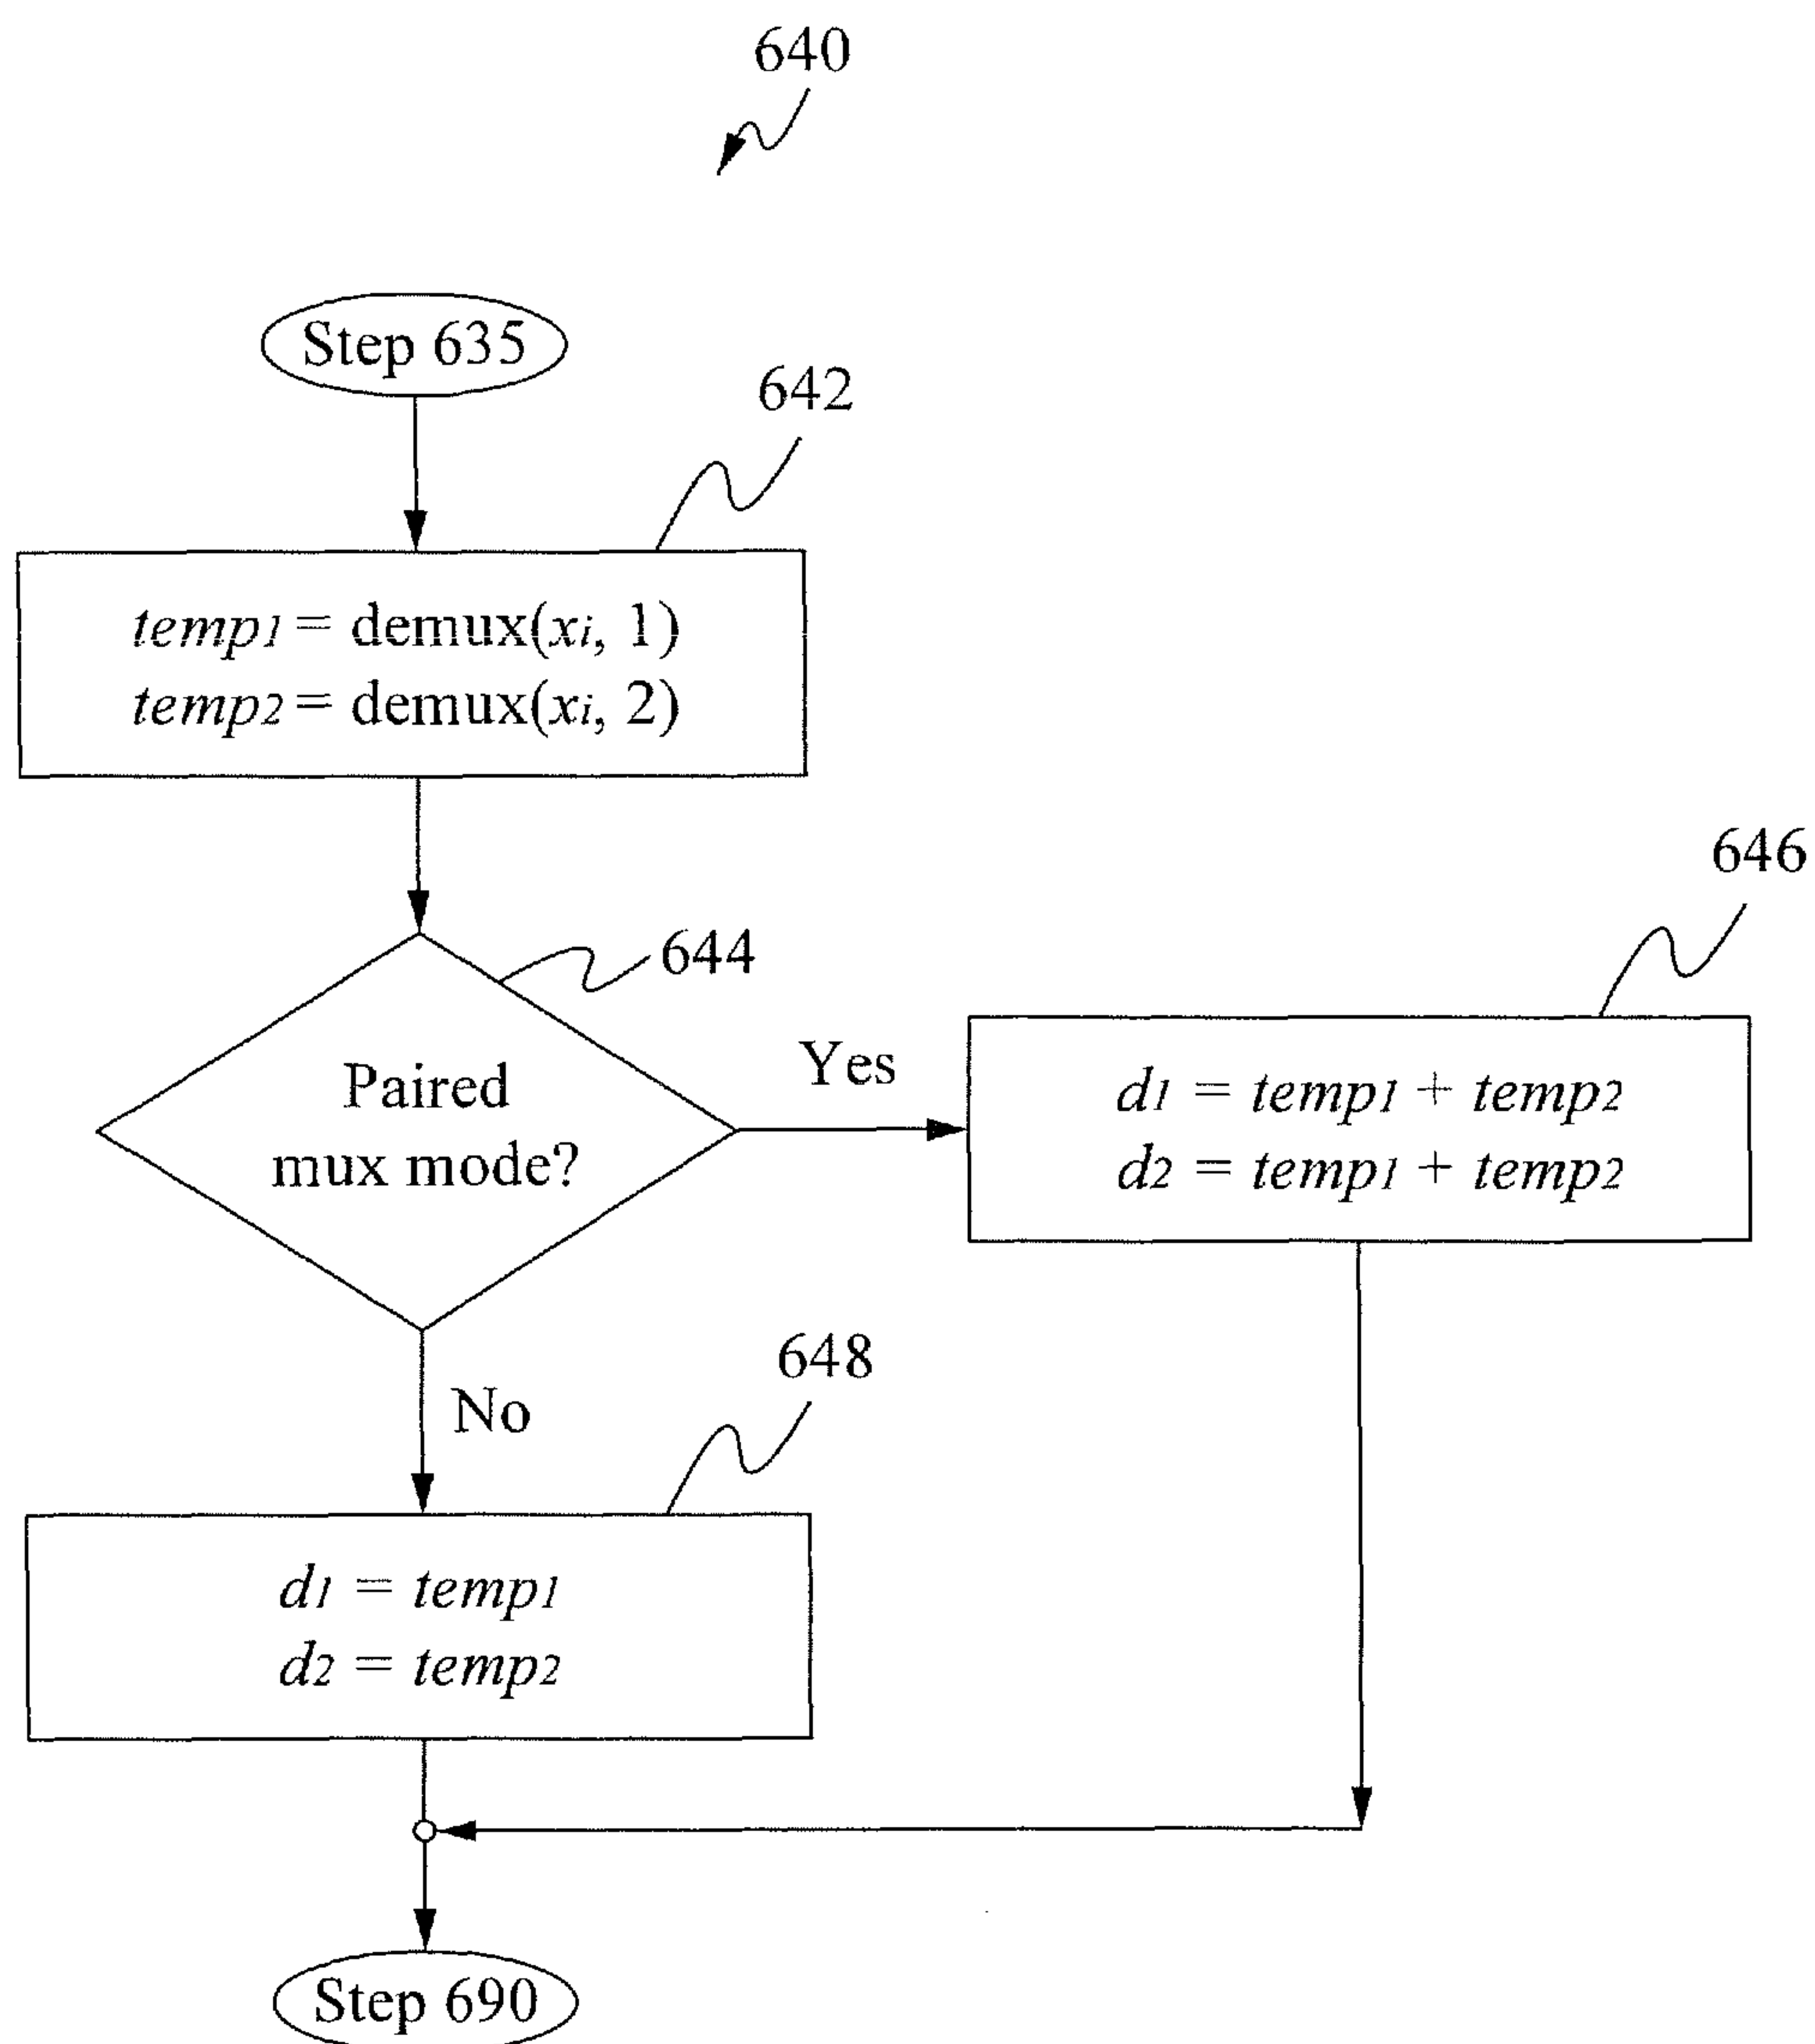 640
Step 635
642
temp1 = demux(xi, 1)
temp2 = demux(xi, 2)
644
Paired
mux mode?
Yes
646
d1 = temp1 + temp2
d2 = temp1 + temp2
No
648
d1 = temp1
d2 = temp2
Step 690